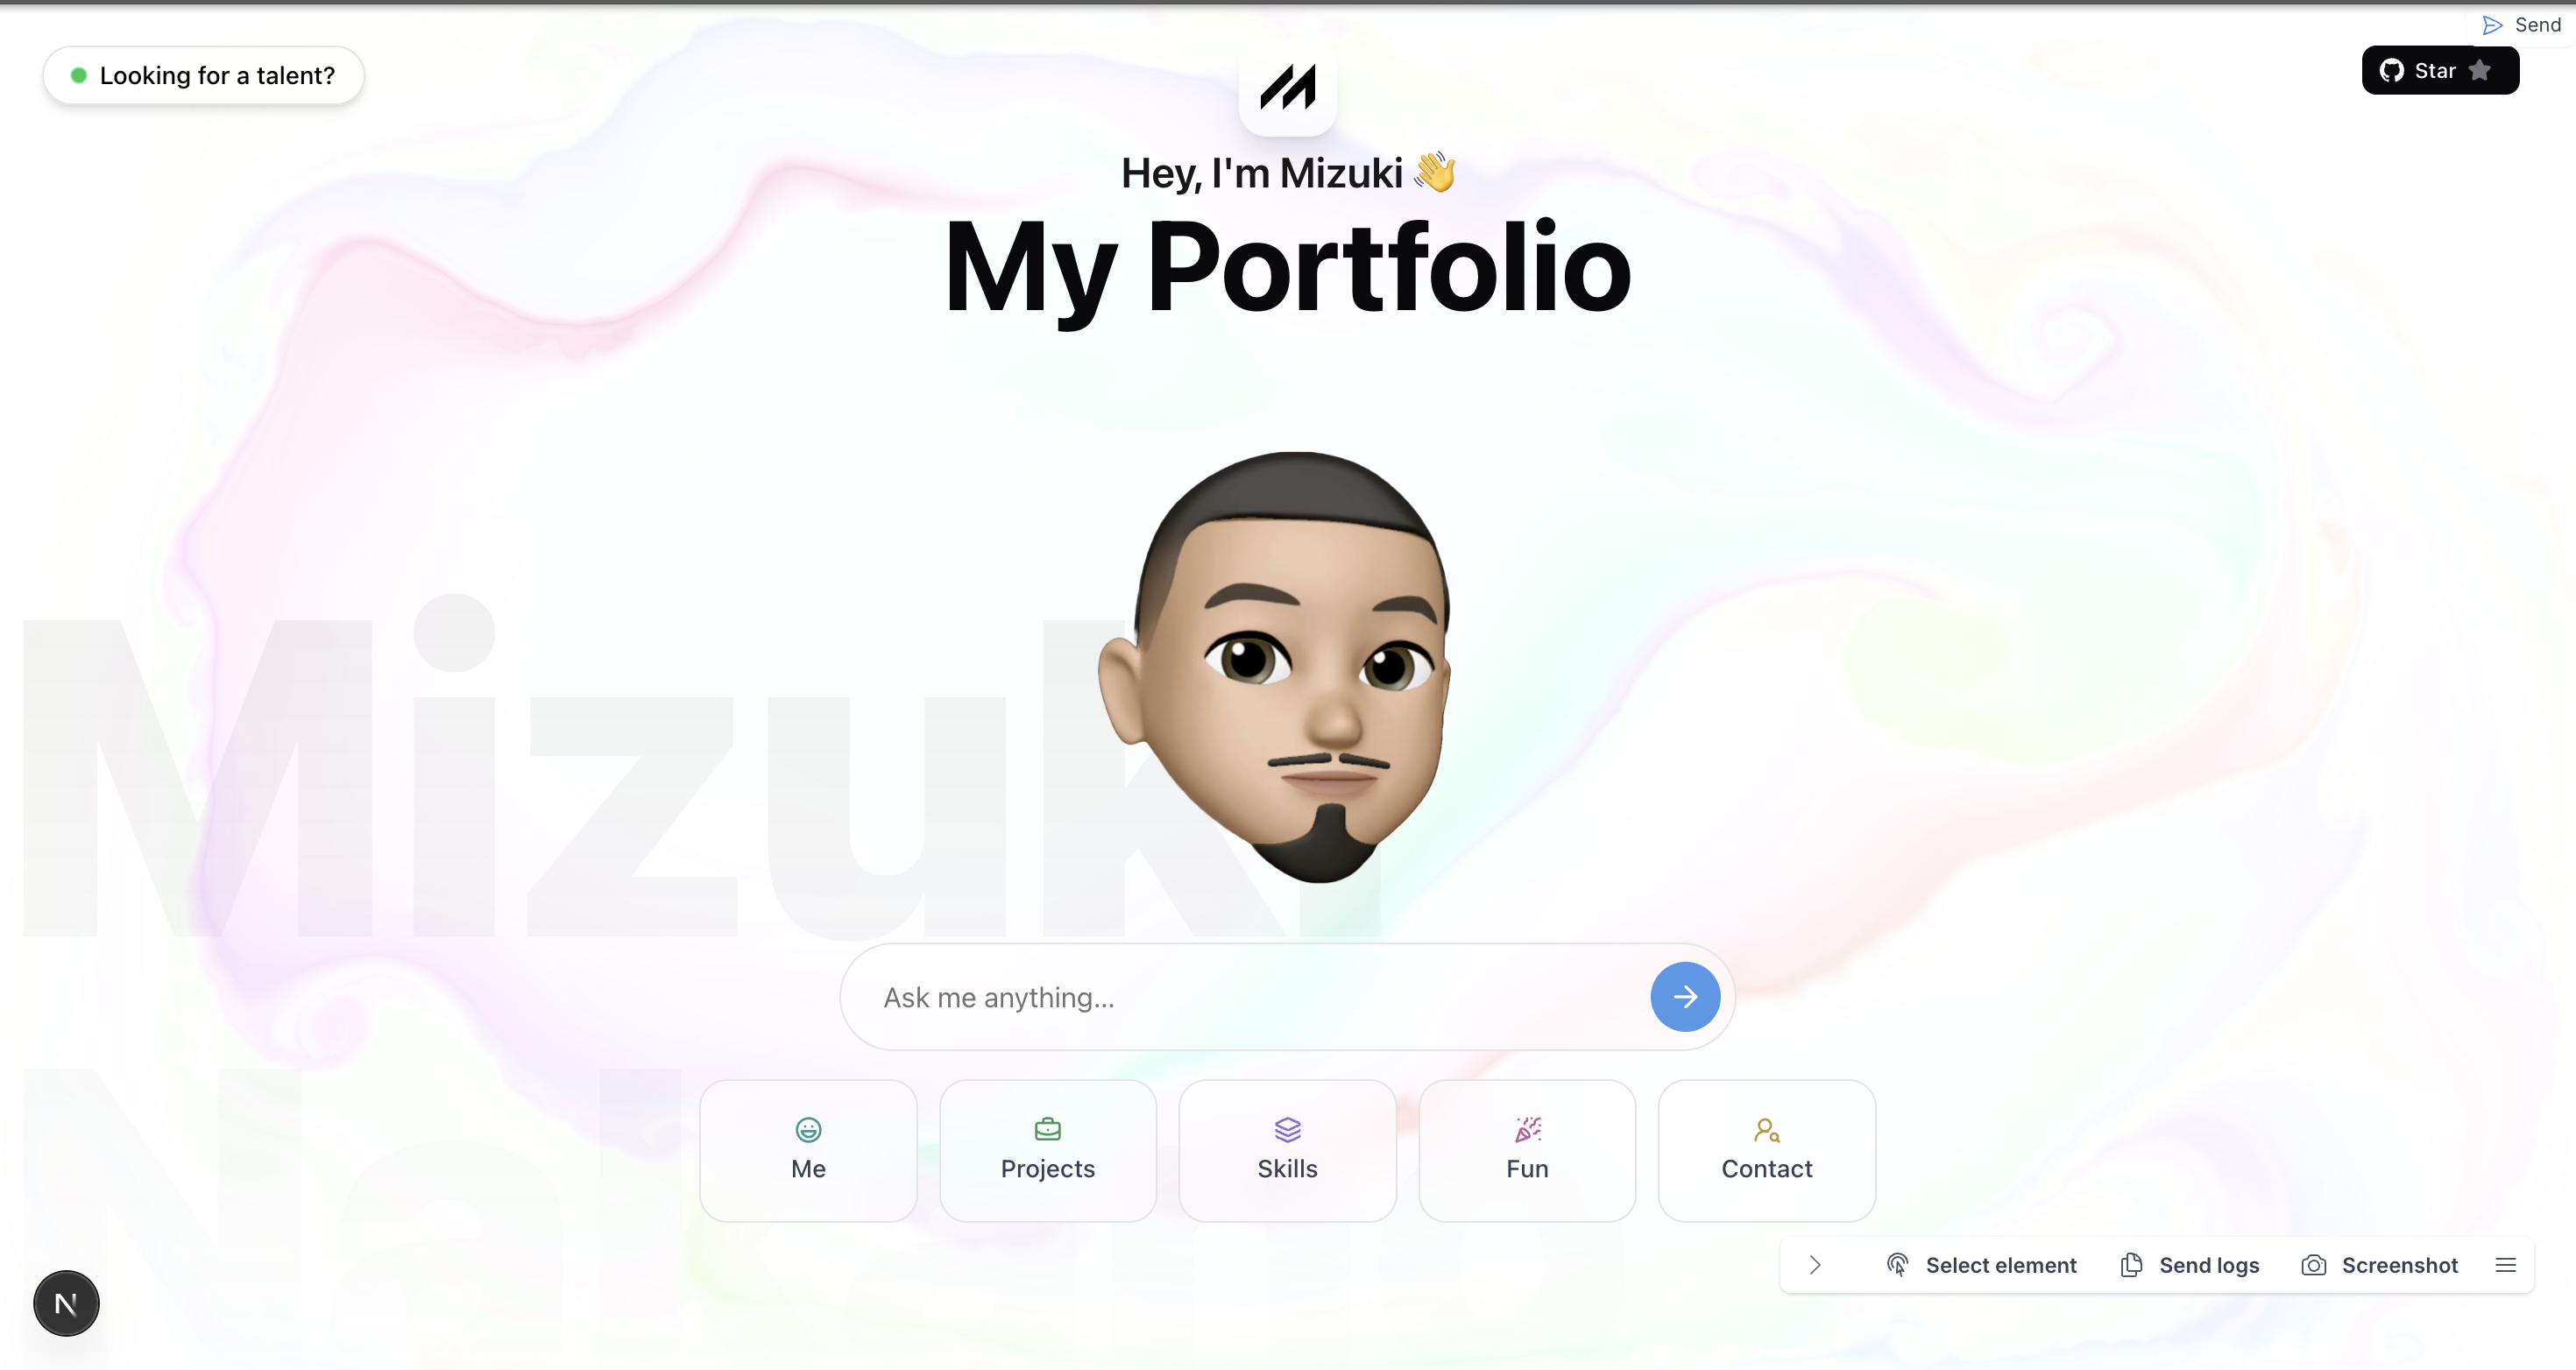 Send
Looking for a talent?
Star
Hey, I'm Mizuki 👋
My Portfolio
Mizuki
Ask me anything...
Nakano
Me
Projects
Skills
Fun
Contact
Select element
Send logs
Screenshot
N